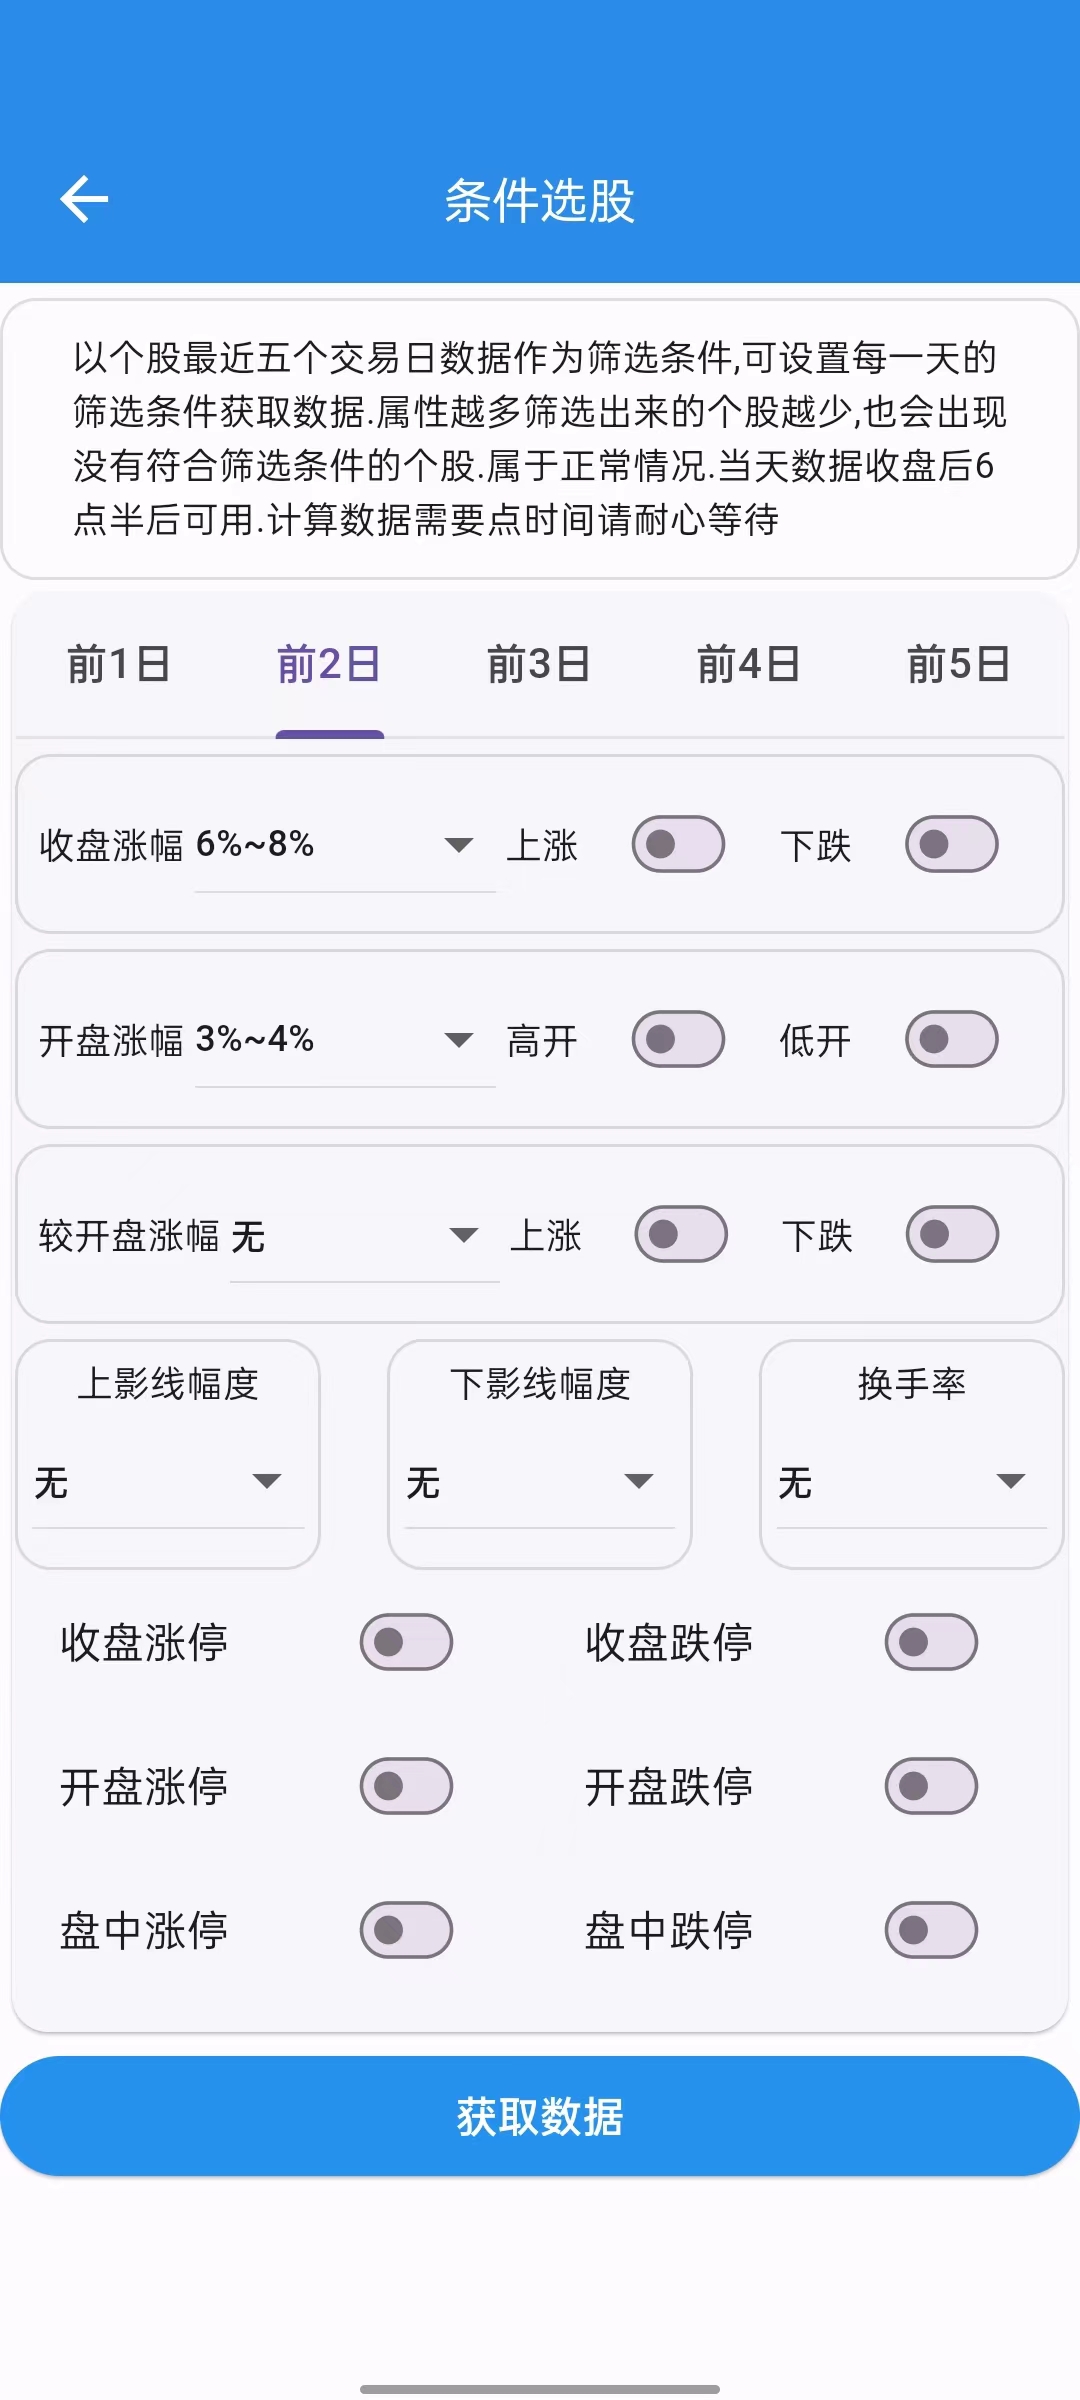 条件选股
以个股最近五个交易日数据作为筛选条件,可设置每一天的
筛选条件获取数据.属性越多筛选出来的个股越少,也会出现
没有符合筛选条件的个股.属于正常情况.当天数据收盘后6
点半后可用.计算数据需要点时间请耐心等待
前1日 前2日 前3日 前4日 前5日
收盘涨幅 6%~8% 上涨 下跌
开盘涨幅 3%~4% 高开 低开
较开盘涨幅 无 上涨 下跌
上影线幅度 下影线幅度 换手率
无 无 无
收盘涨停 收盘跌停
开盘涨停 开盘跌停
盘中涨停 盘中跌停
获取数据